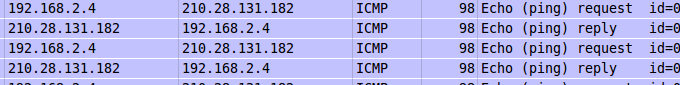 192.168.2.4 210.28.131.182 ICMP 98 Echo (ping) request id=0
210.28.131.182 192.168.2.4 ICMP 98 Echo (ping) reply id=0
192.168.2.4 210.28.131.182 ICMP 98 Echo (ping) request id=0
210.28.131.182 192.168.2.4 ICMP 98 Echo (ping) reply id=0